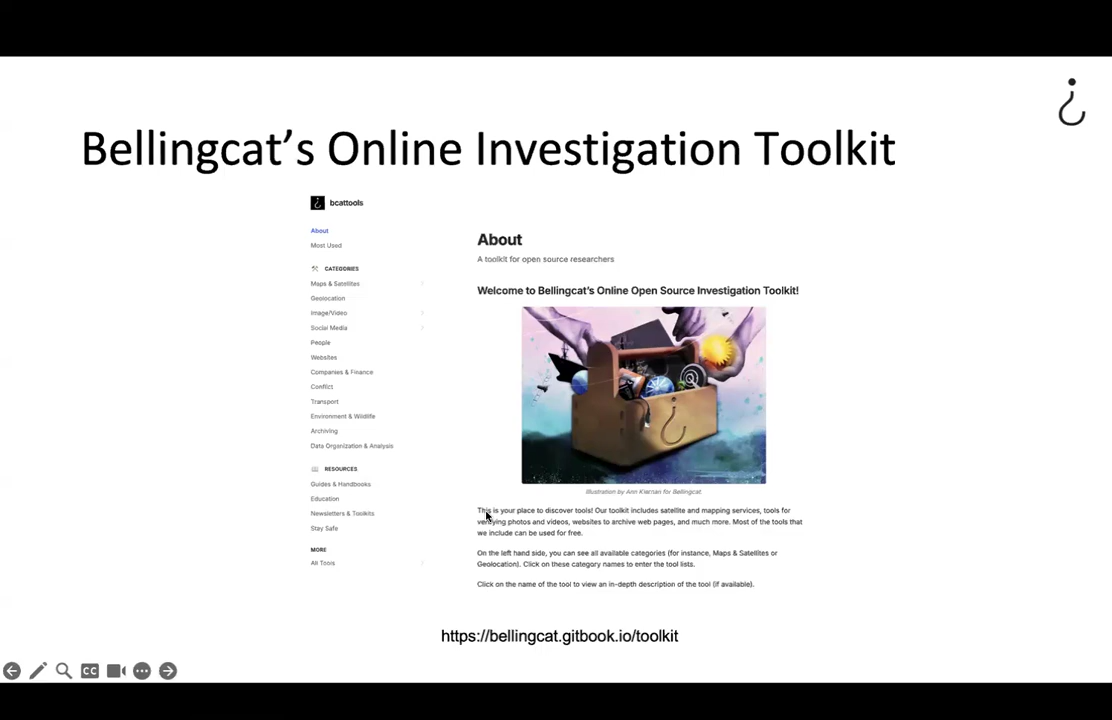 Bellingcat's Online Investigation Toolkit
bcattools
About
Most Used
CATEGORIES
Maps & Satellites
Geolocation
Image/Video
Social Media
People
Websites
Companies & Finance
Conflict
Transport
Environment & Wildlife
Archiving
Data Organization & Analysis
RESOURCES
Guides & Handbooks
Education
Newsletters & Toolkits
Stay Safe
MORE
All Tools
About
A toolkit for open source researchers
Welcome to Bellingcat's Online Open Source Investigation Toolkit!
Illustration by Ann Kiernan for Bellingcat.
This is your place to discover tools! Our toolkit includes satellite and mapping services, tools for
verifying photos and videos, websites to archive web pages, and much more. Most of the tools that
we include can be used for free.
On the left hand side, you can see all available categories (for instance, Maps & Satellites or
Geolocation). Click on these category names to enter the tool lists.
Click on the name of the tool to view an in-depth description of the tool (if available).
https://bellingcat.gitbook.io/toolkit
CC